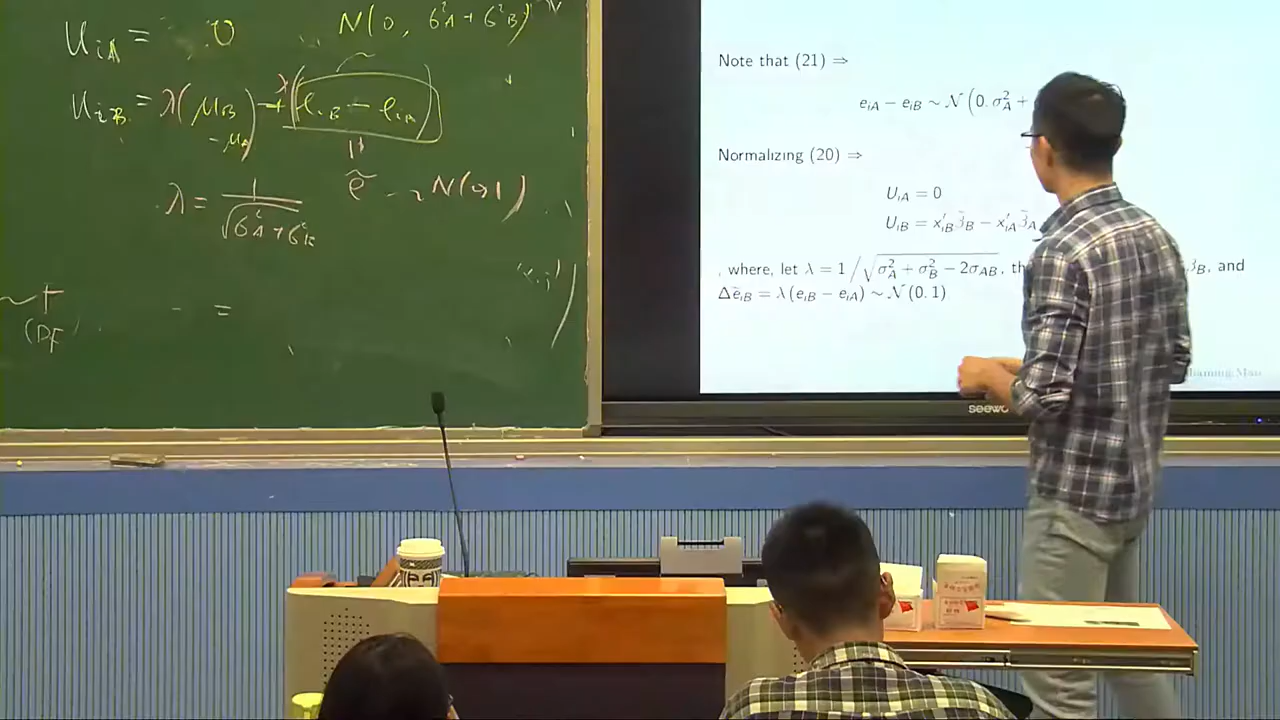 U_iA = 0
N(0, σ²_A + σ²_B)
U_iB = λ(μ_B - μ_A) + λ(e_iB - e_iA)
λ = 1/√(σ²_A + σ²_B)
ẽ ~ N(0,1)
(DF)
Note that (21) ⇒
e_iA − e_iB ∼ N(0, σ²_A +
Normalizing (20) ⇒
U_iA = 0
U_iB = x′_iB β̃_B − x′_iA β̃_A
, where, let λ = 1/√(σ²_A + σ²_B − 2σ_AB), β_B, and
Δẽ_iB = λ(e_iB − e_iA) ∼ N(0, 1)
seewo